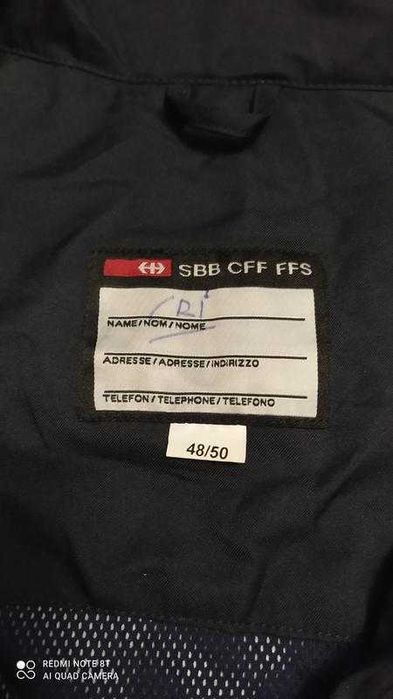 SBB CFF FFS
CRI
NAME/NOM/NOME
ADRESSE/ADRESSE/INDIRIZZO
TELEFON/TELEPHONE/TELEFONO
48/50
REDMI NOTE 8T
AI QUAD CAMERA